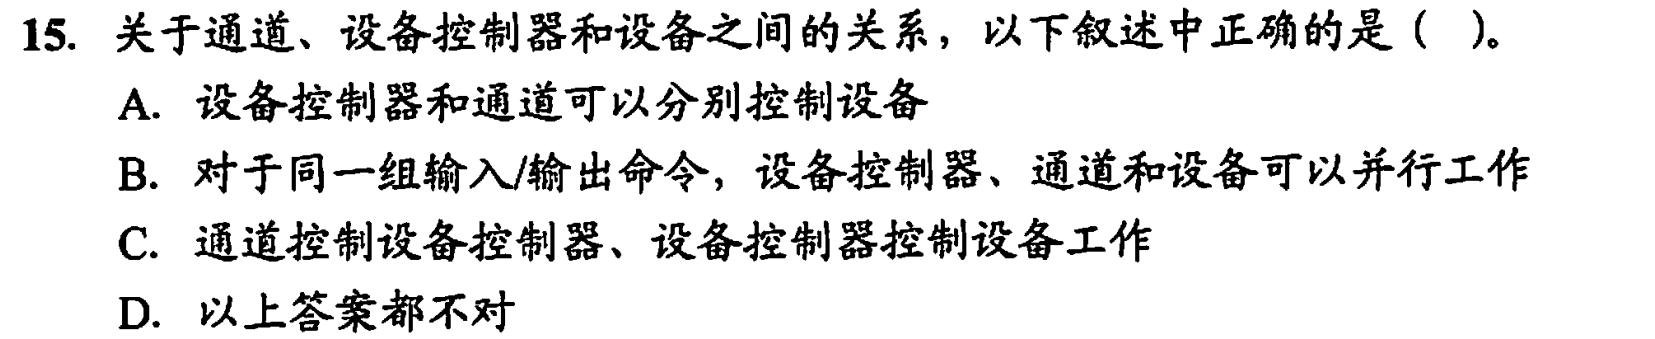 15. 关于通道、设备控制器和设备之间的关系，以下叙述中正确的是（ ）。
A. 设备控制器和通道可以分别控制设备
B. 对于同一组输入/输出命令，设备控制器、通道和设备可以并行工作
C. 通道控制设备控制器、设备控制器控制设备工作
D. 以上答案都不对